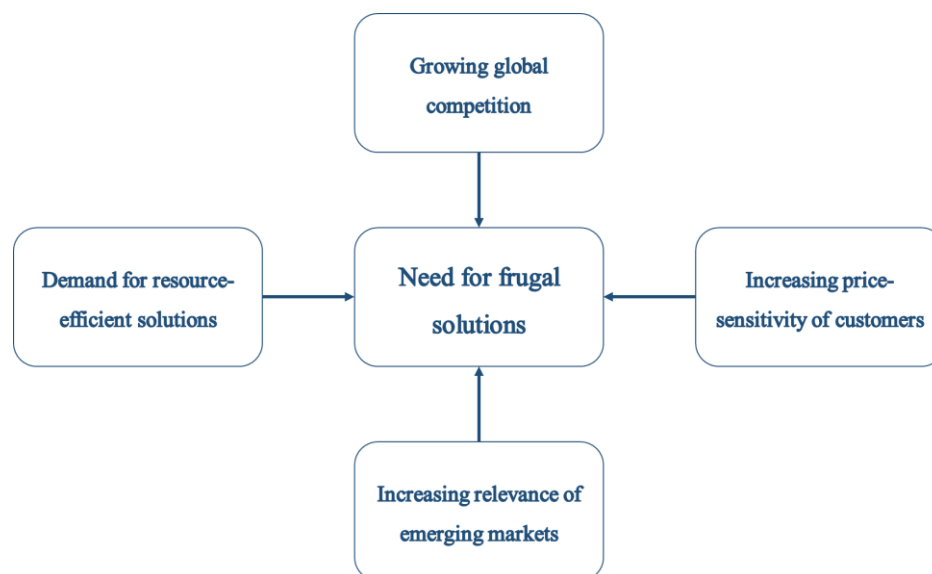 Growing global
competition
Demand for resource-
efficient solutions
Need for frugal
solutions
Increasing price-
sensitivity of customers
Increasing relevance of
emerging markets